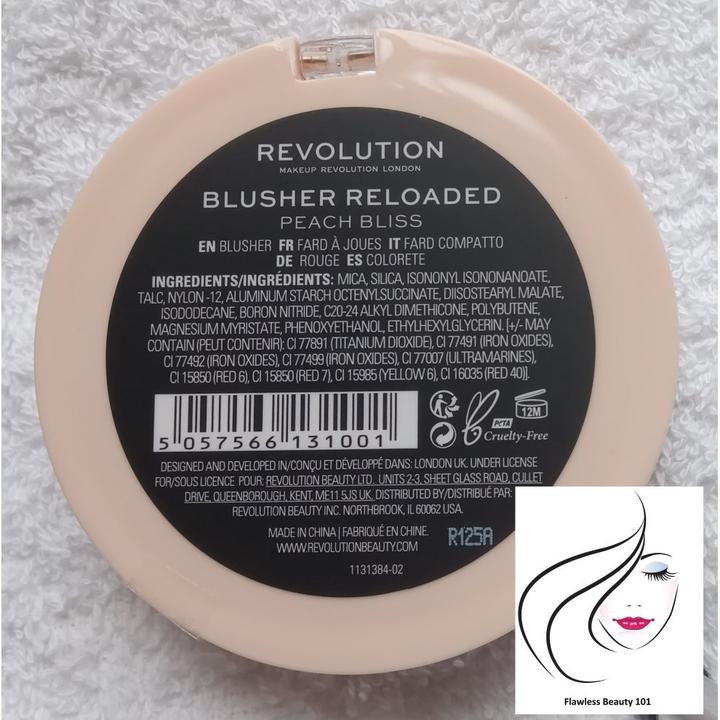 REVOLUTION
MAKEUP REVOLUTION LONDON
BLUSHER RELOADED
PEACH BLISS
EN BLUSHER FR FARD À JOUES IT FARD COMPATTO
DE ROUGE ES COLORETE
INGREDIENTS/INGRÉDIENTS: MICA, SILICA, ISONONYL ISONONANOATE,
TALC, NYLON -12, ALUMINUM STARCH OCTENYLSUCCINATE, DIISOSTEARYL MALATE,
ISODODECANE, BORON NITRIDE, C20-24 ALKYL DIMETHICONE, POLYBUTENE,
MAGNESIUM MYRISTATE, PHENOXYETHANOL, ETHYLHEXYLGLYCERIN. [+/- MAY
CONTAIN (PEUT CONTENIR): CI 77891 (TITANIUM DIOXIDE), CI 77491 (IRON OXIDES),
CI 77492 (IRON OXIDES), CI 77499 (IRON OXIDES), CI 77007 (ULTRAMARINES),
CI 15850 (RED 6), CI 15850 (RED 7), CI 15985 (YELLOW 6), CI 16035 (RED 40)].
5 057566 131001
12M
PETA
Cruelty-Free
DESIGNED AND DEVELOPED IN/CONÇU ET DÉVELOPPÉ DANS: LONDON UK. UNDER LICENSE
FOR/SOUS LICENCE POUR: REVOLUTION BEAUTY LTD. UNITS 2-3, SHEET GLASS ROAD, CULLET
DRIVE, QUEENBOROUGH, KENT, ME11 5JS UK. DISTRIBUTED BY/DISTRIBUÉ PAR:
REVOLUTION BEAUTY INC. NORTHBROOK, IL 60062 USA.
MADE IN CHINA | FABRIQUÉ EN CHINE.
WWW.REVOLUTIONBEAUTY.COM
R125A
1131384-02
Flawless Beauty 101